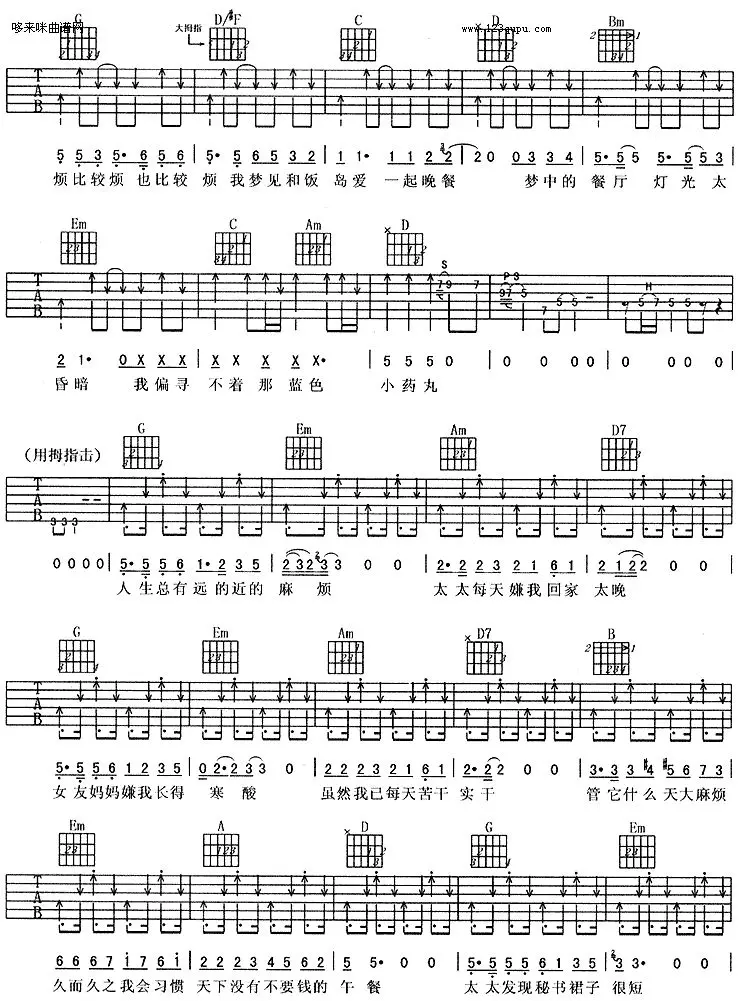 哆来咪曲谱网 www.123qupu.com
G 大拇指 D/#F C D Bm
T A B
5 5 3 5• 6 5 6 | 5• 5 6 5 3 2 | 1 1• 1 1 2 2 | 2 0 0 3 3 4 | 5• 5 5 5• 5 5 3
烦比较烦也比较 烦我梦见和饭 岛爱 一起晚餐 梦中的 餐厅 灯光太
Em C Am D
T A B
S P S H
2 1• 0 X X X | X X X X X• | 5 5 5 0 0 | 0 0 0 0 | 0 0 0 0
昏暗 我偏寻 不着那蓝色 小药丸
G Em Am D7
(用拇指击)
T A B
3 3 3
0 0 0 0 | 5• 5 5 6 1• 2 3 5 | 2 3 2 3 3 0 0 | 2• 2 2 3 2 1 6 1 | 2 1 2 2 0 0
人生总有远的近的 麻 烦 太太每天嫌我回家 太晚
G Em Am D7 B
T A B
5• 5 5 6 1 2 3 5 | 0 2• 2 3 3 0 | 2 2 2 3 2 1 6 1 | 2• 2 2 0 0 | 3• 3 3 #4 #5 6 7 3
女友妈妈嫌我长得 寒 酸 虽然我已每天苦干 实干 管它什么天大麻烦
Em A D G Em
T A B
6 6 6 7 1 7 6 1 | 2 2 2 3 4 5 6 2 | 5 5• 0 0 | 5• 5 5 5 1 2 3 5 | 3 3• 0 0
久而久之我会习惯 天下没有不要钱的 午 餐 太太发现秘书裙子 很短